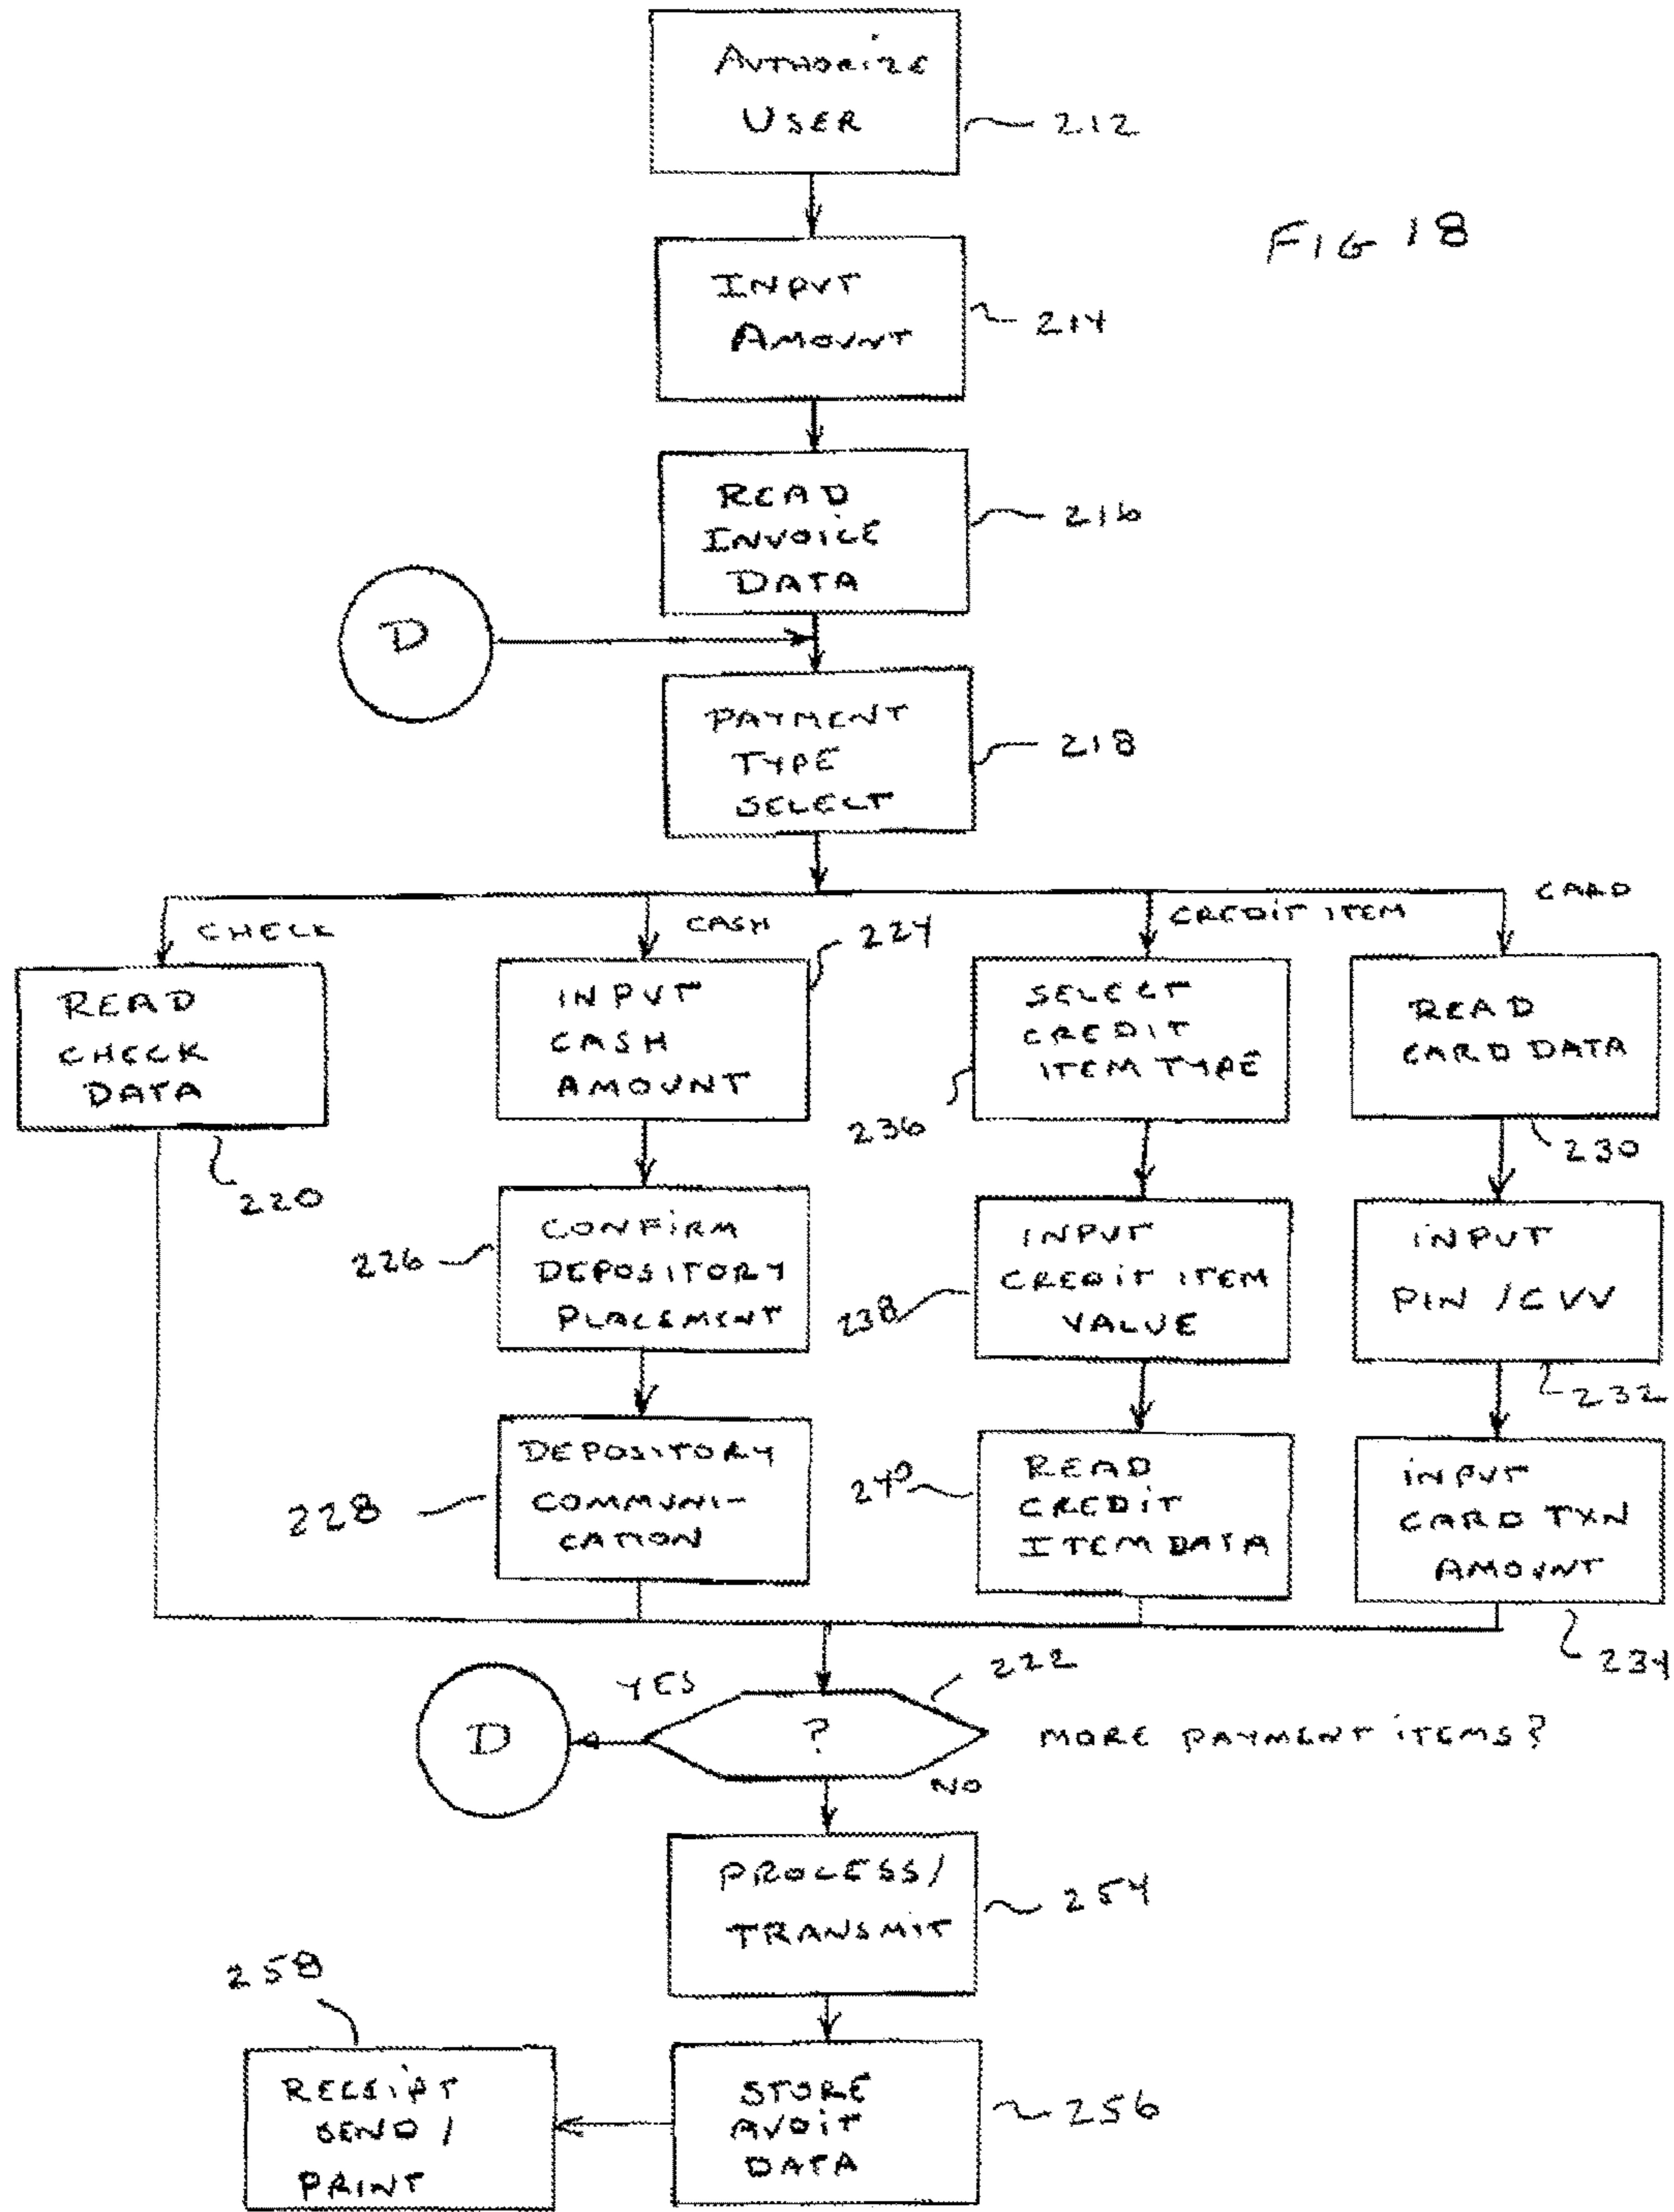 AUTHORIZE
USER
212
FIG 18
INPUT
AMOUNT
214
READ
INVOICE
DATA
216
D
PAYMENT
TYPE
SELECT
218
CHECK
CASH
CREDIT ITEM
CARD
READ
CHECK
DATA
220
INPUT
CASH
AMOUNT
224
SELECT
CREDIT
ITEM TYPE
236
READ
CARD DATA
230
CONFIRM
DEPOSITORY
PLACEMENT
226
INPUT
CREDIT ITEM
VALUE
238
INPUT
PIN / CVV
232
DEPOSITORY
COMMUNI-
CATION
228
READ
CREDIT
ITEM DATA
240
INPUT
CARD TXN
AMOUNT
234
YES
222
D
?
MORE PAYMENT ITEMS?
NO
PROCESS/
TRANSMIT
254
258
RECEIPT
SEND /
PRINT
STORE
AUDIT
DATA
256